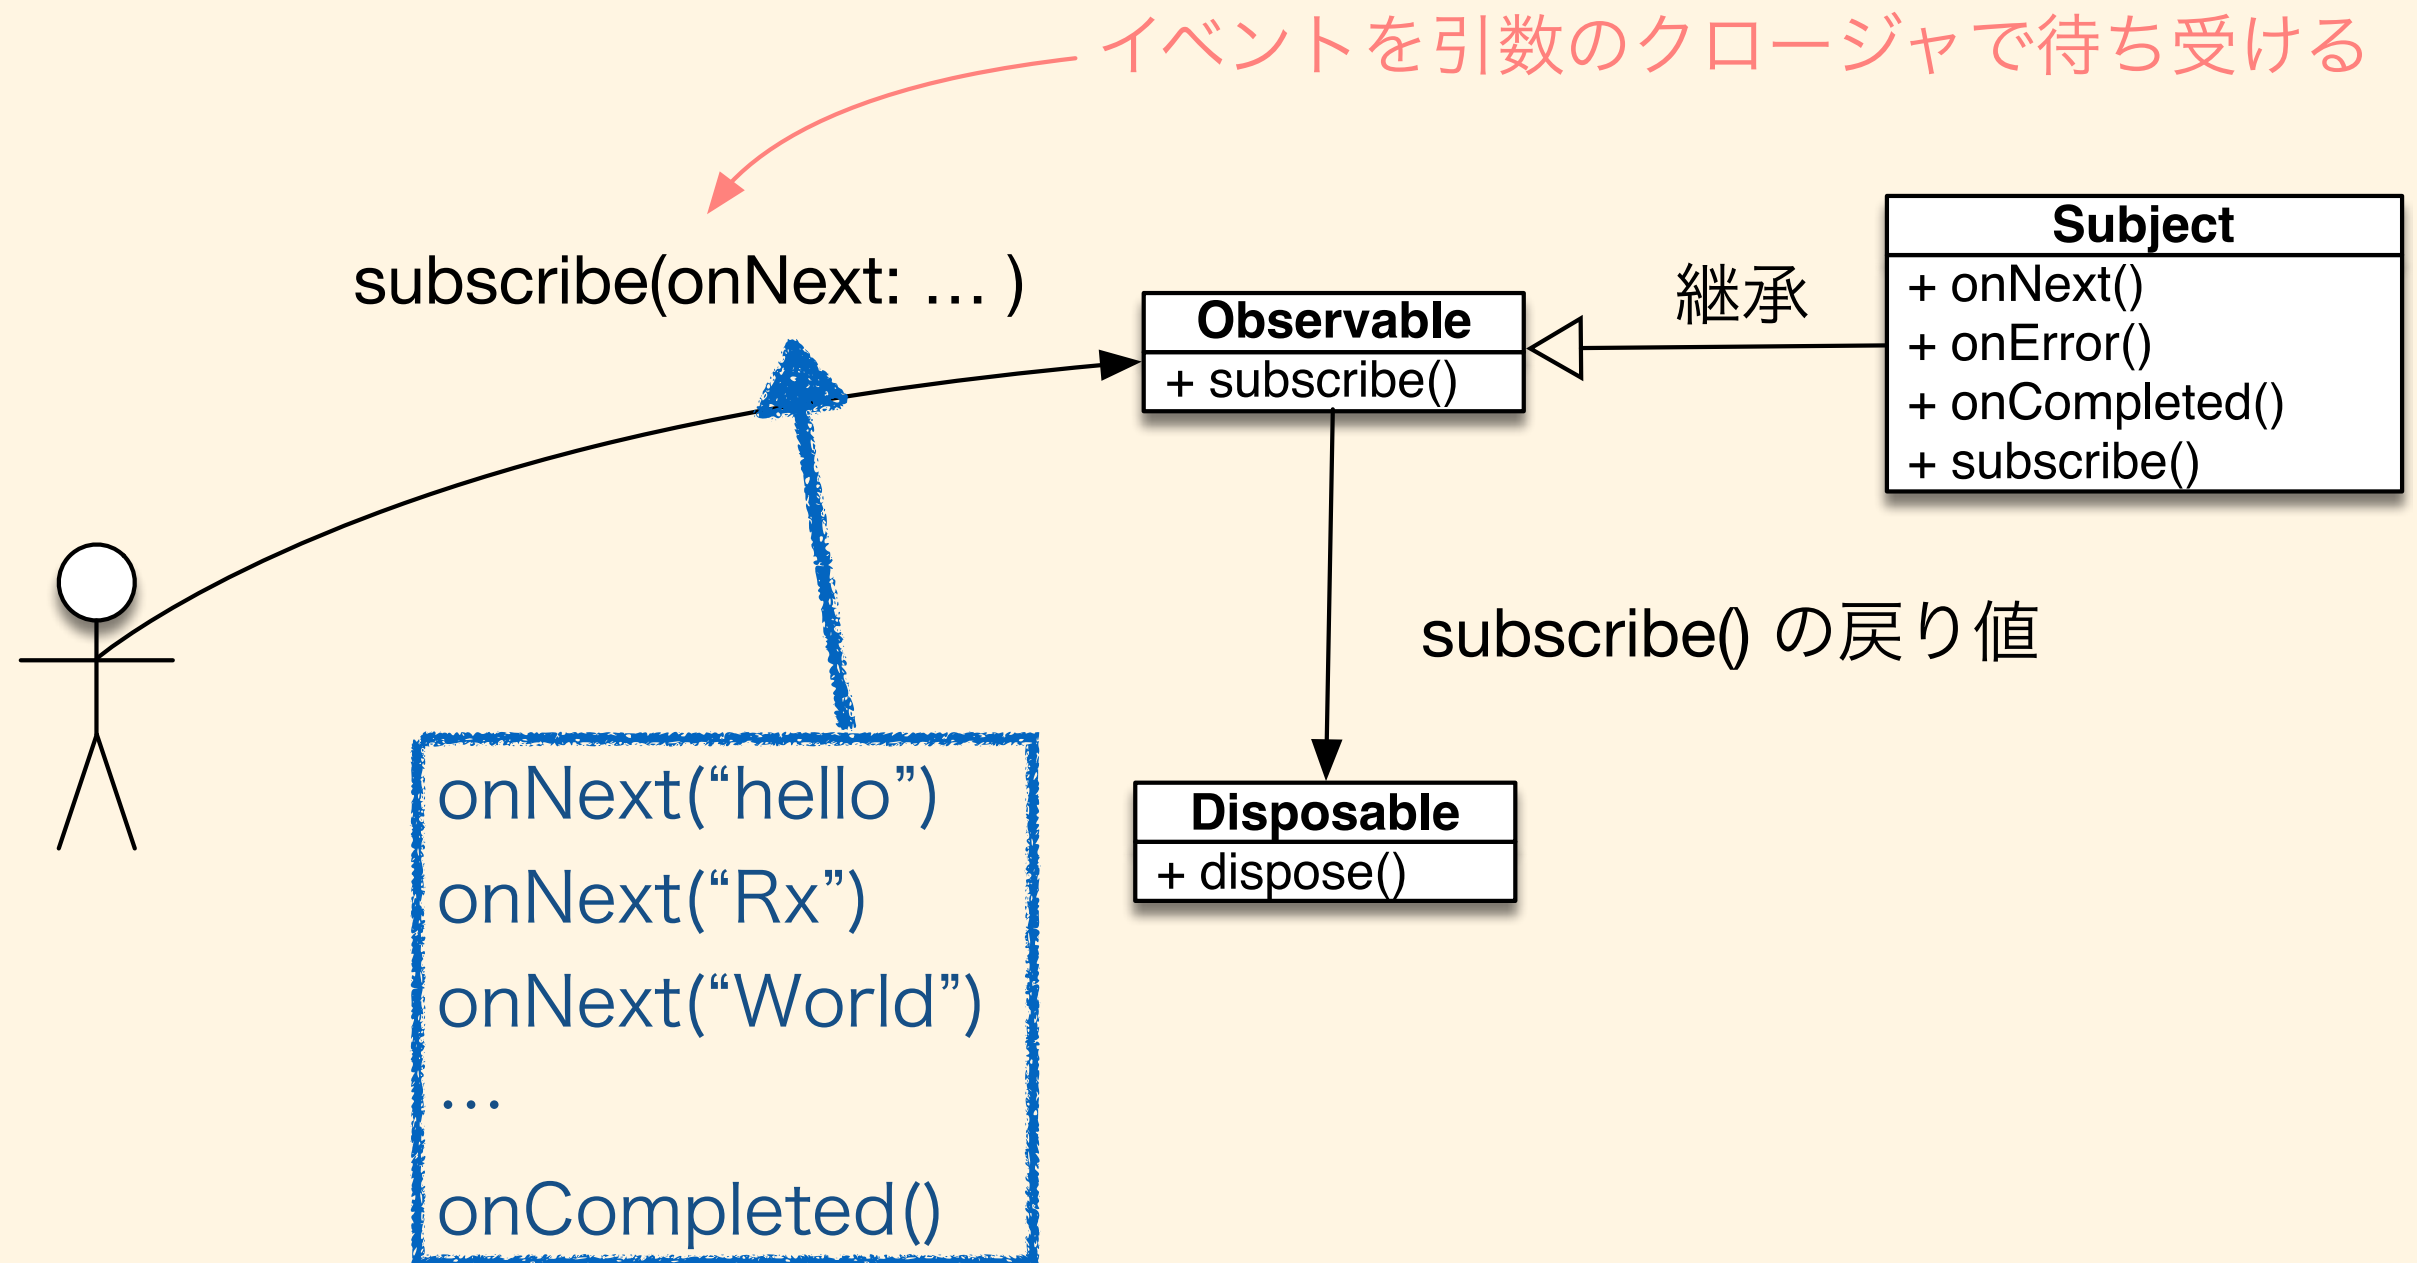 イベントを引数のクロージャで待ち受ける
subscribe(onNext: … )
Observable
+ subscribe()
継承
Subject
+ onNext()
+ onError()
+ onCompleted()
+ subscribe()
subscribe() の戻り値
Disposable
+ dispose()
onNext(“hello”)
onNext(“Rx”)
onNext(“World”)
…
onCompleted()